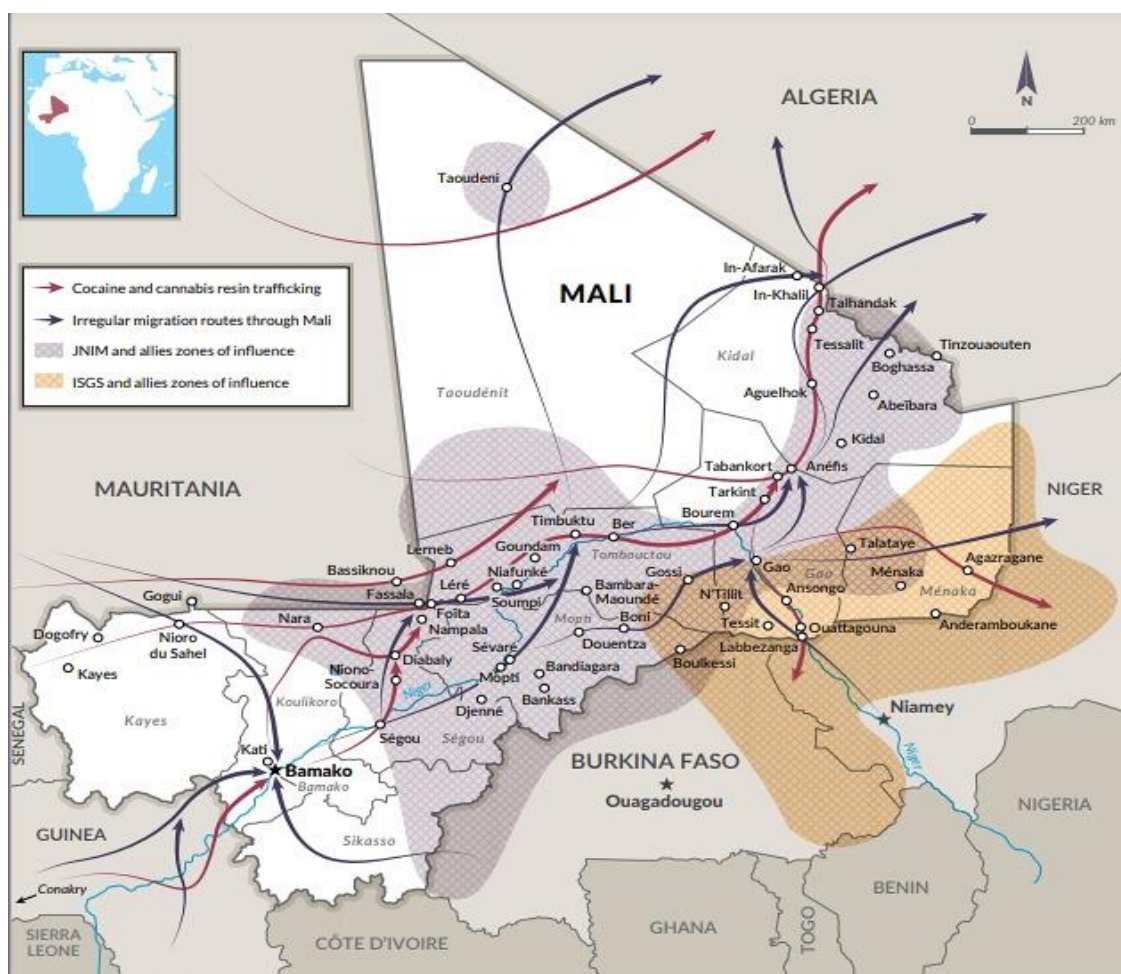 ALGERIA
N
0
200 km
Taoudeni
Cocaine and cannabis resin trafficking
Irregular migration routes through Mali
JNIM and allies zones of influence
ISGS and allies zones of influence
MALI
In-Afarak
In-Khalil
Talhandak
Tessalit
Kidal
Boghassa
Tinzouaouten
Taoudénit
Aguelhok
Abeïbara
Kidal
MAURITANIA
Tabankort
Anéfis
NIGER
Tarkint
Timbuktu
Ber
Bourem
Lerneb
Goundam
Tombouctou
Talataye
Bassiknou
Niafunké
Gossi
Gao
Agazragane
Gogui
Fassala
Léré
Bambara-
Maoundé
N'Tillit
Gao
Ménaka
Foïta
Soumpi
Ansongo
Ménaka
Nara
Nampala
Mopti
Boni
Tessit
Ouattagouna
Anderamboukane
Dogofry
Nioro
du Sahel
Sévaré
Douentza
Labbezanga
Kayes
Diabaly
Boulkessi
Niono-
Socoura
Mopti
Bandiagara
Koulikoro
Niger
Bankass
Kayes
Djenné
Niamey
SENEGAL
Ségou
Ségou
Kati
BURKINA FASO
Niger
Bamako
Bamako
Ouagadougou
NIGERIA
GUINEA
Sikasso
Conakry
BENIN
SIERRA
LEONE
CÔTE D'IVOIRE
GHANA
TOGO